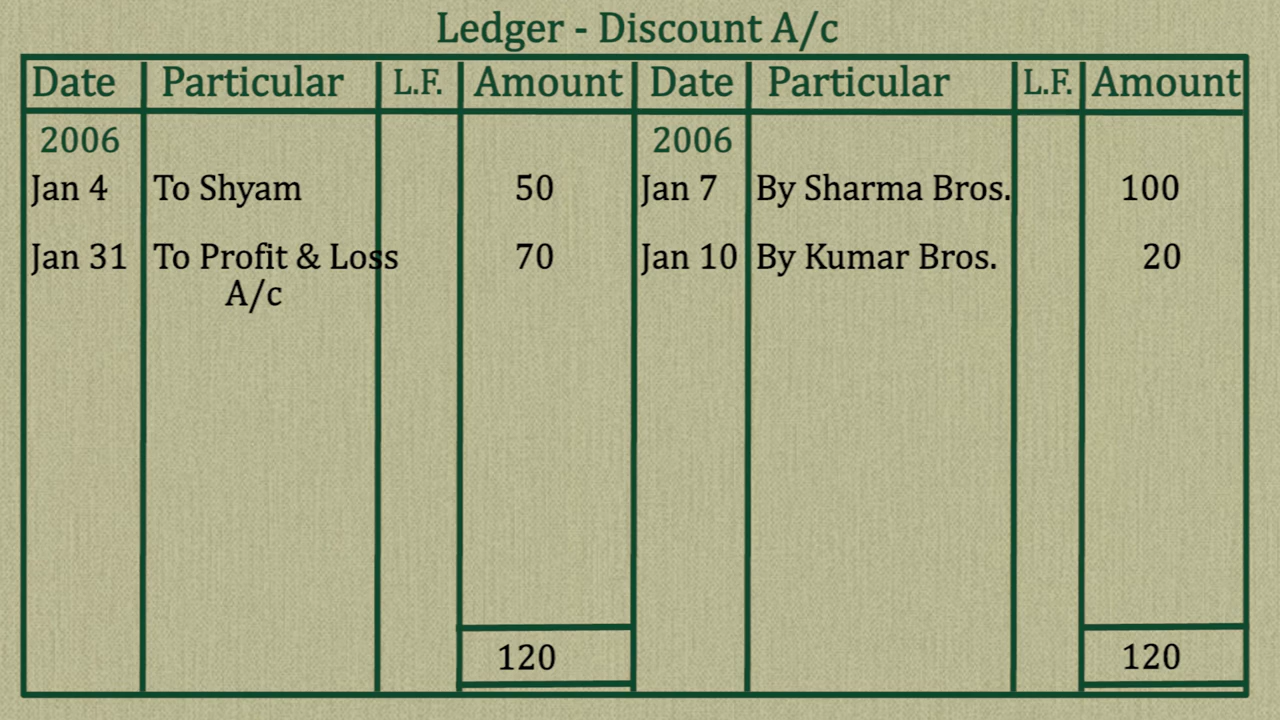 Ledger - Discount A/c
Date Particular L.F. Amount Date Particular L.F. Amount
2006 2006
Jan 4 To Shyam 50 Jan 7 By Sharma Bros. 100
Jan 31 To Profit & Loss 70 Jan 10 By Kumar Bros. 20
A/c
120 120